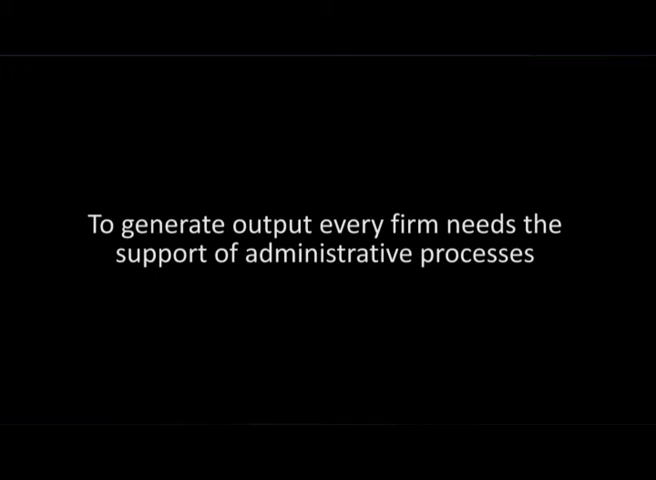 To generate output every firm needs the
support of administrative processes